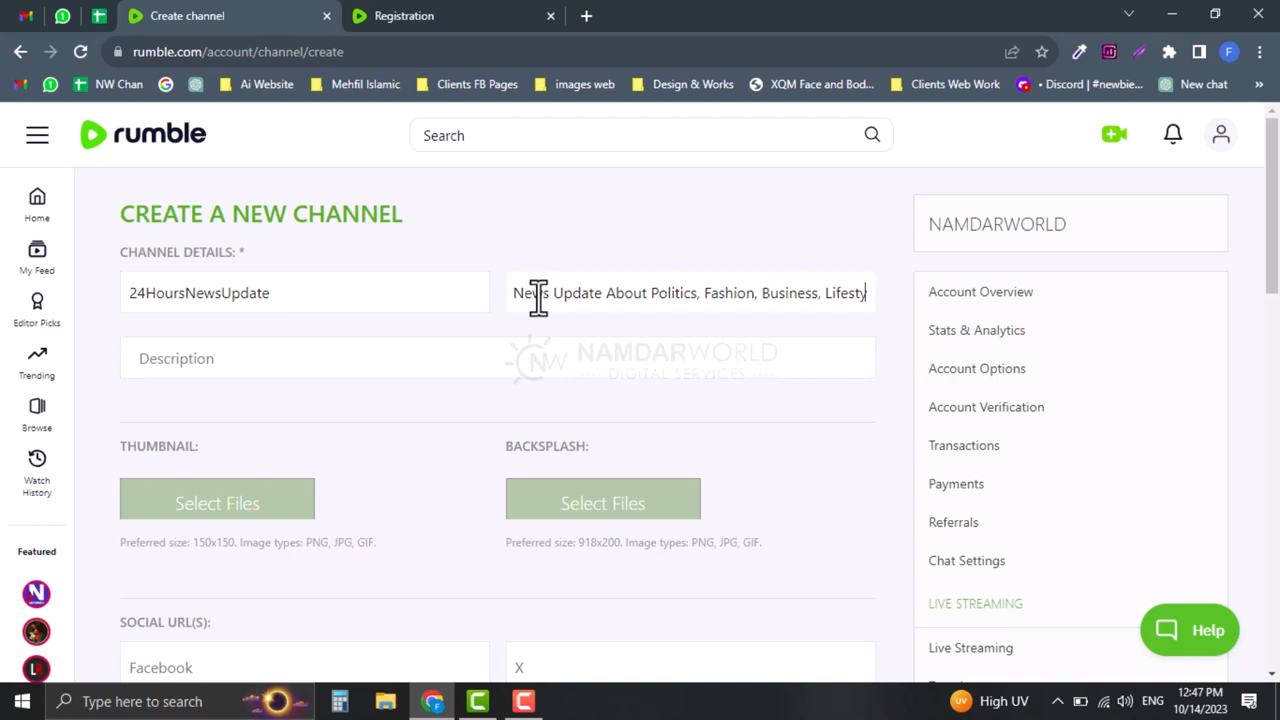 Create channel
Registration
rumble.com/account/channel/create
NW Chan
Ai Website
Mehfil Islamic
Clients FB Pages
images web
Design & Works
XQM Face and Bod...
Clients Web Work
Discord | #newbie...
New chat
»
rumble
Search
Home
My Feed
Editor Picks
Trending
Browse
Watch History
Featured
CREATE A NEW CHANNEL
CHANNEL DETAILS: *
24HoursNewsUpdate
News Update About Politics, Fashion, Business, Lifesty
Description
NW NAMDARWORLD
---- DIGITAL SERVICES ----
THUMBNAIL:
BACKSPLASH:
Select Files
Select Files
Preferred size: 150x150. Image types: PNG, JPG, GIF.
Preferred size: 918x200. Image types: PNG, JPG, GIF.
SOCIAL URL(S):
Facebook
X
NAMDARWORLD
Account Overview
Stats & Analytics
Account Options
Account Verification
Transactions
Payments
Referrals
Chat Settings
LIVE STREAMING
Live Streaming
Help
Type here to search
High UV
ENG
12:47 PM
10/14/2023